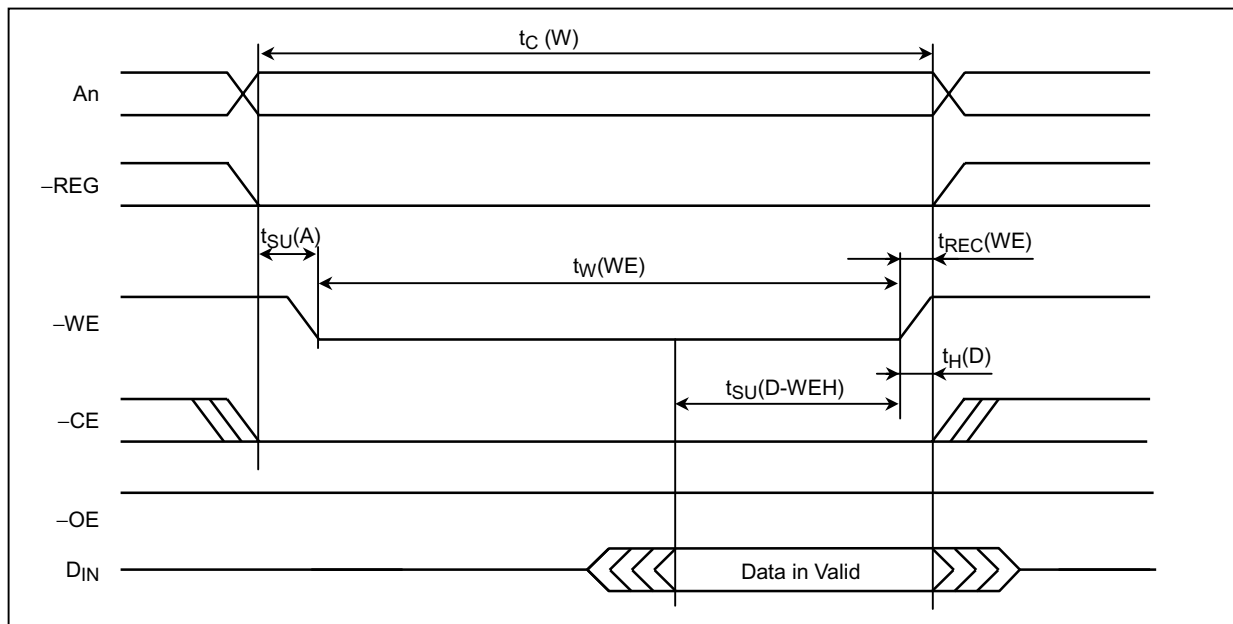 tC (W)
An
–REG
tSU(A)
tREC(WE)
tW(WE)
–WE
tH(D)
tSU(D-WEH)
–CE
–OE
DIN
Data in Valid